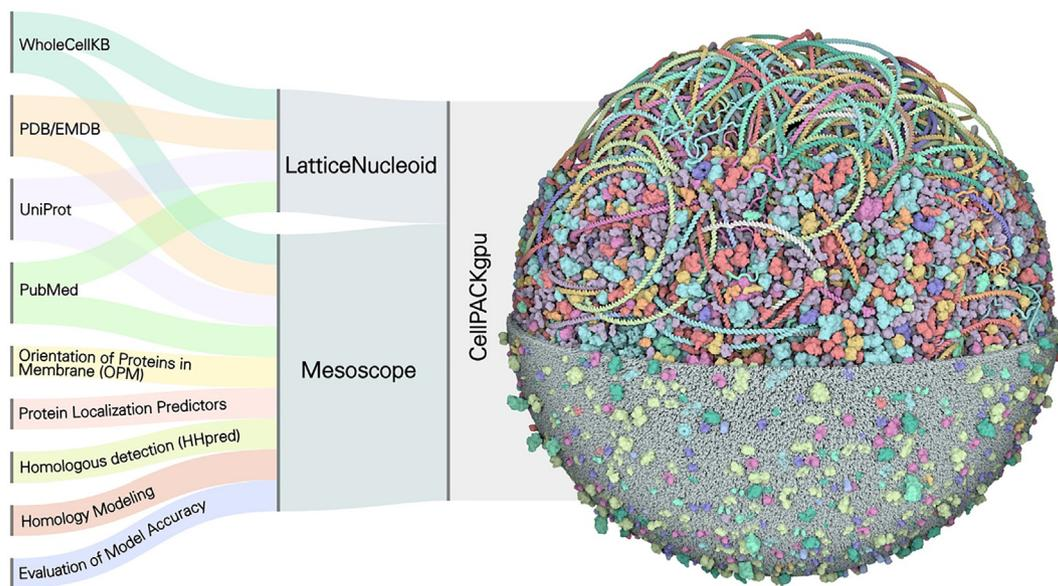 WholeCellKB
PDB/EMDB
UniProt
PubMed
Orientation of Proteins in
Membrane (OPM)
Protein Localization Predictors
Homologous detection (HHpred)
Homology Modeling
Evaluation of Model Accuracy
LatticeNucleoid
Mesoscope
CellPACKgpu